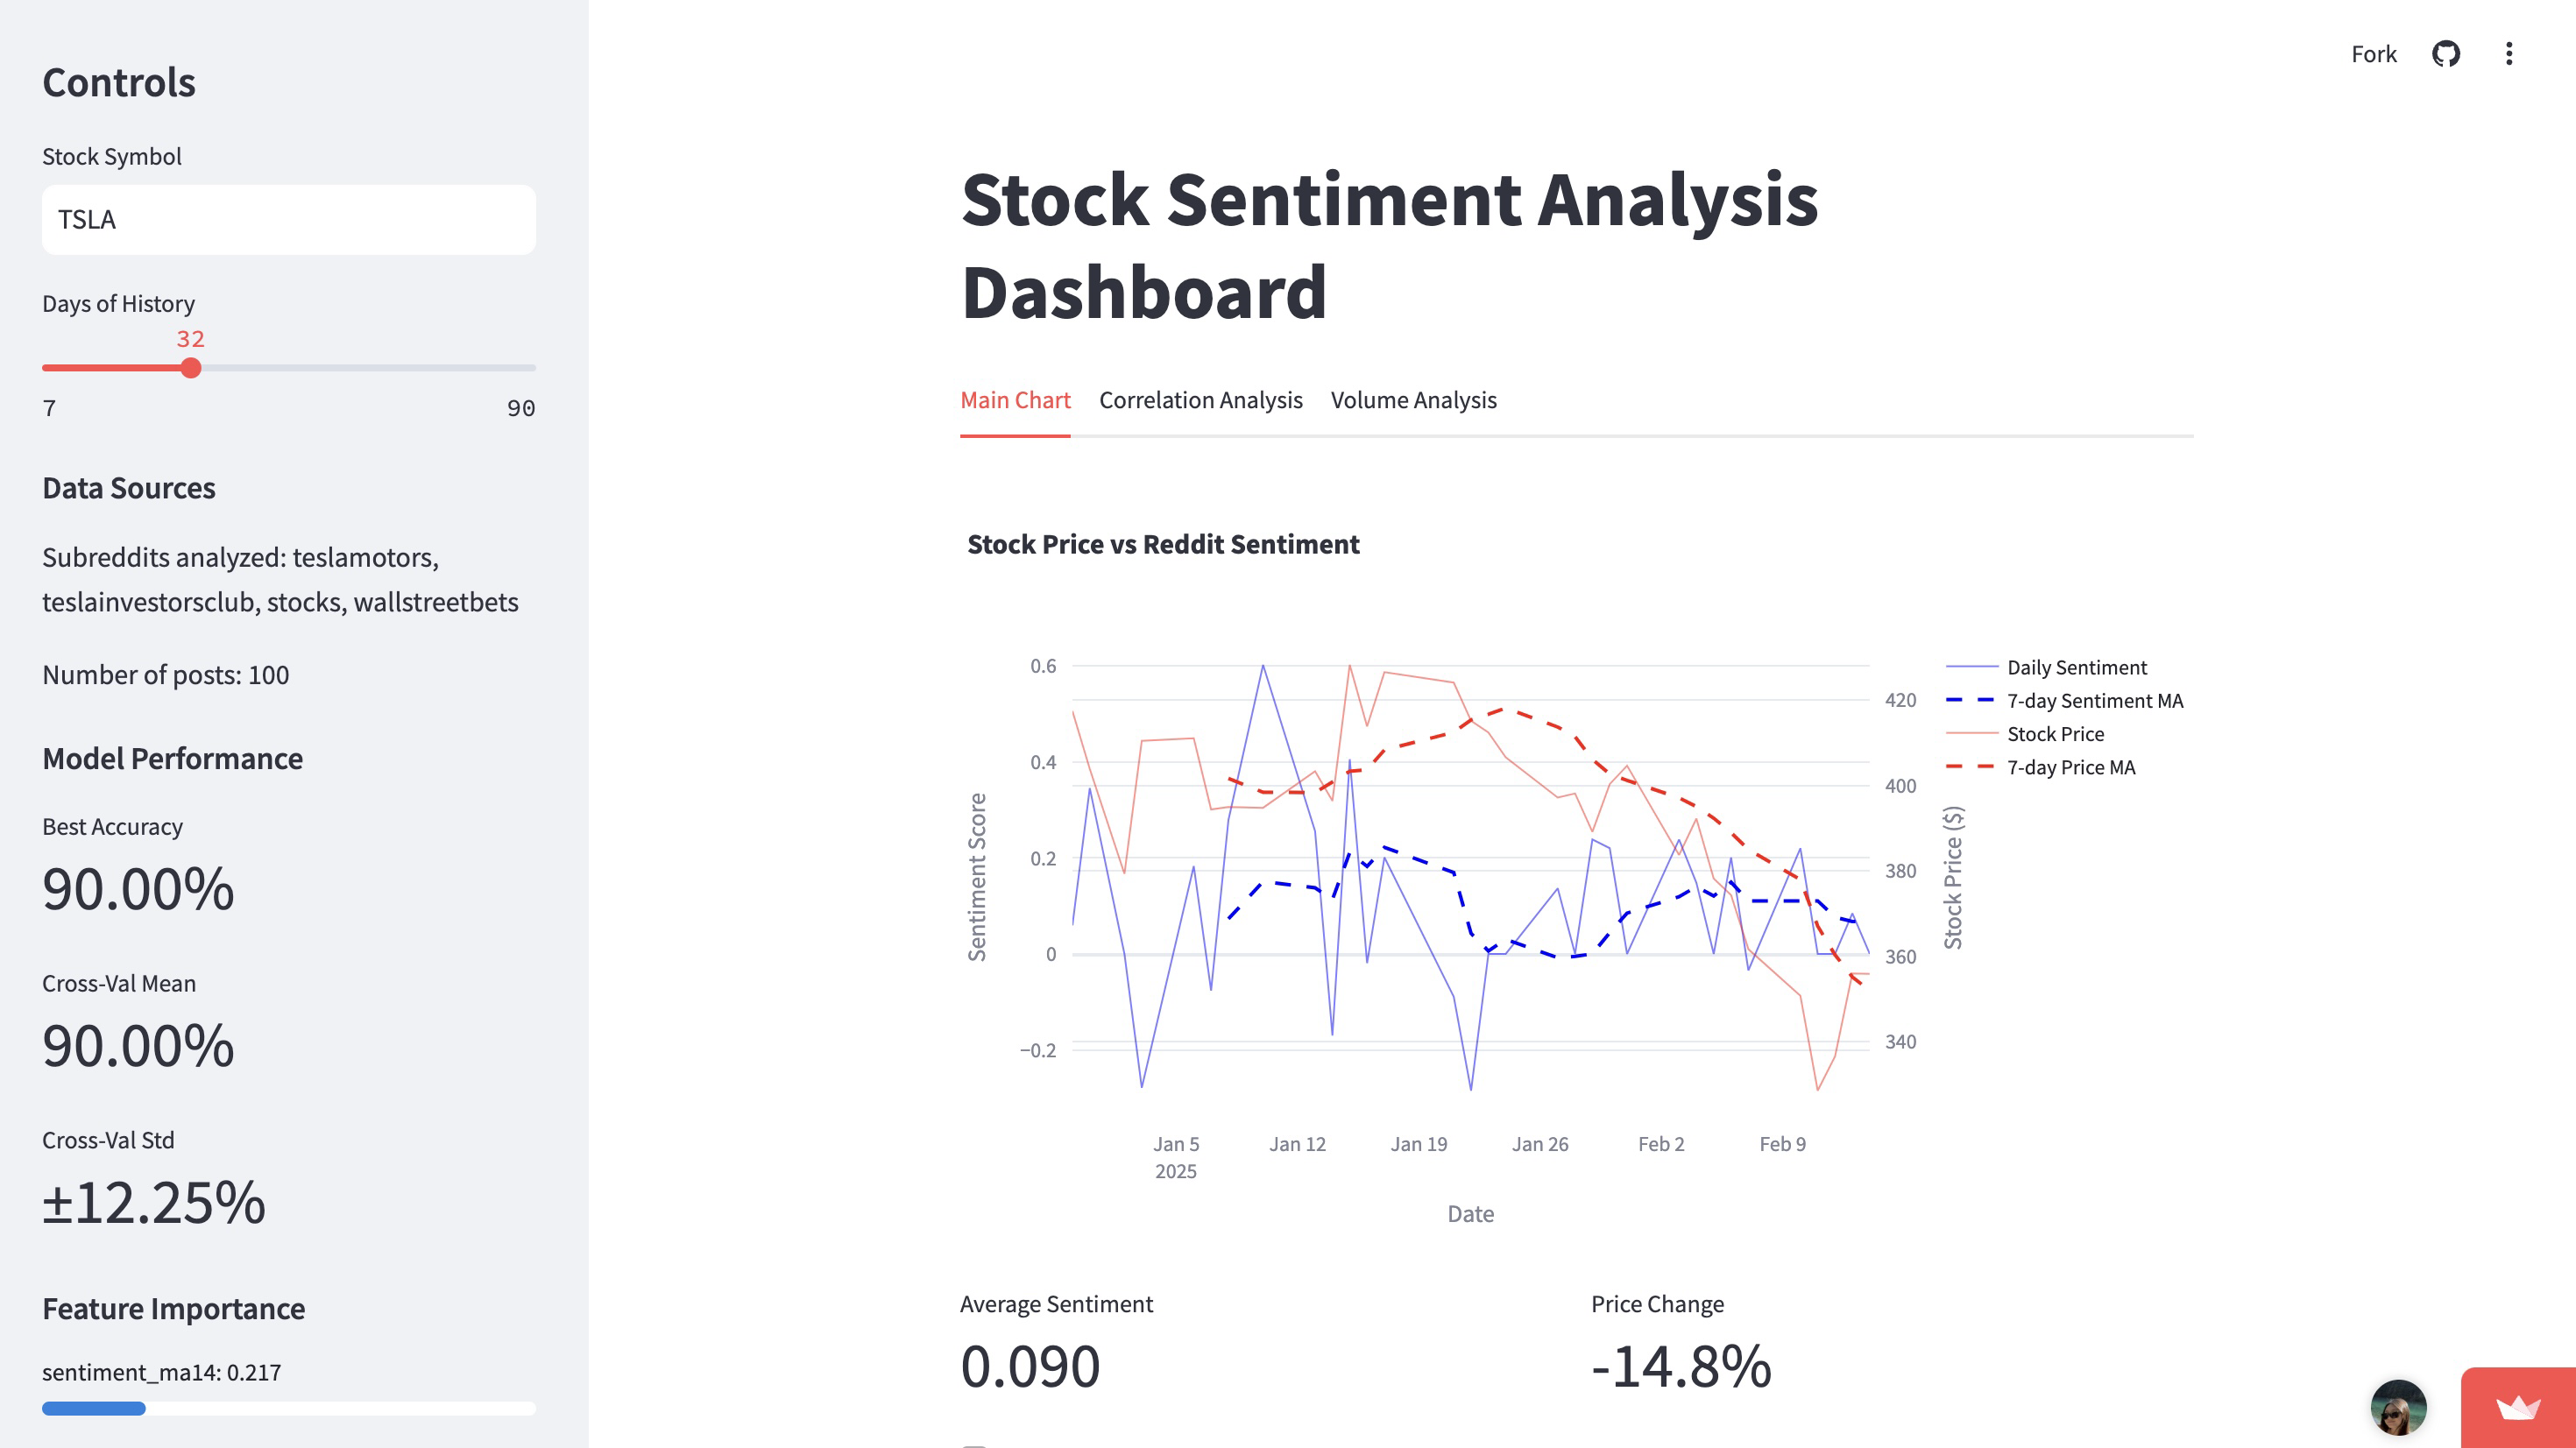 Controls
Stock Symbol
TSLA
Days of History
32
7 90
Data Sources
Subreddits analyzed: teslamotors,
teslainvestorsclub, stocks, wallstreetbets
Number of posts: 100
Model Performance
Best Accuracy
90.00%
Cross-Val Mean
90.00%
Cross-Val Std
±12.25%
Feature Importance
sentiment_ma14: 0.217
Fork
Stock Sentiment Analysis
Dashboard
Main Chart Correlation Analysis Volume Analysis
Stock Price vs Reddit Sentiment
Sentiment Score
0.6
0.4
0.2
0
−0.2
420
400
380
360
340
Stock Price ($)
Daily Sentiment
7-day Sentiment MA
Stock Price
7-day Price MA
Jan 5 Jan 12 Jan 19 Jan 26 Feb 2 Feb 9
2025
Date
Average Sentiment
0.090
Price Change
-14.8%